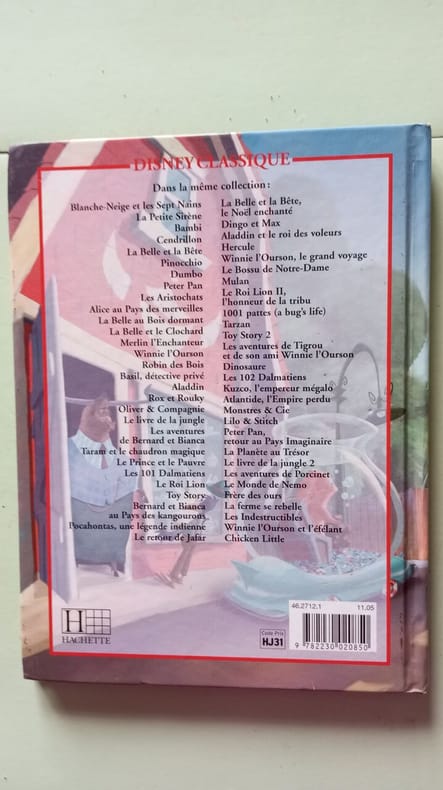 DISNEY CLASSIQUE
Dans la même collection :
Blanche-Neige et les Sept Nains
La Petite Sirène
Bambi
Cendrillon
La Belle et la Bête
Pinocchio
Dumbo
Peter Pan
Les Aristochats
Alice au Pays des merveilles
La Belle au Bois dormant
La Belle et le Clochard
Merlin l'Enchanteur
Winnie l'Ourson
Robin des Bois
Basil, détective privé
Aladdin
Rox et Rouky
Oliver & Compagnie
Le livre de la jungle
Les aventures
de Bernard et Bianca
Taram et le chaudron magique
Le Prince et le Pauvre
Les 101 Dalmatiens
Le Roi Lion
Toy Story
Bernard et Bianca
au Pays des kangourous
Pocahontas, une légende indienne
Le retour de Jafar
La Belle et la Bête,
le Noël enchanté
Dingo et Max
Aladdin et le roi des voleurs
Hercule
Winnie l'Ourson, le grand voyage
Le Bossu de Notre-Dame
Mulan
Le Roi Lion II,
l'honneur de la tribu
1001 pattes (a bug's life)
Tarzan
Toy Story 2
Les aventures de Tigrou
et de son ami Winnie l'Ourson
Dinosaure
Les 102 Dalmatiens
Kuzco, l'empereur mégalo
Atlantide, l'Empire perdu
Monstres & Cie
Lilo & Stitch
Peter Pan,
retour au Pays Imaginaire
La Planète au Trésor
Le livre de la jungle 2
Les aventures de Porcinet
Le Monde de Nemo
Frère des ours
La ferme se rebelle
Les Indestructibles
Winnie l'Ourson et l'éfélant
Chicken Little
H
HACHETTE
Code Prix
HJ31
46.2712.1 11.05
9 782230 020850